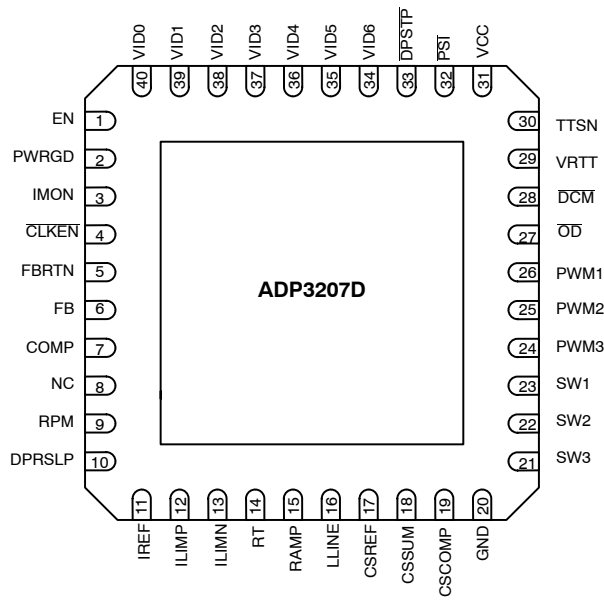 VID0 VID1 VID2 VID3 VID4 VID5 VID6 DPSTP PSI VCC
40 39 38 37 36 35 34 33 32 31
EN 1
PWRGD 2
IMON 3
CLKEN 4
FBRTN 5
FB 6
COMP 7
NC 8
RPM 9
DPRSLP 10
ADP3207D
30 TTSN
29 VRTT
28 DCM
27 OD
26 PWM1
25 PWM2
24 PWM3
23 SW1
22 SW2
21 SW3
11 12 13 14 15 16 17 18 19 20
IREF ILIMP ILIMN RT RAMP LLINE CSREF CSSUM CSCOMP GND